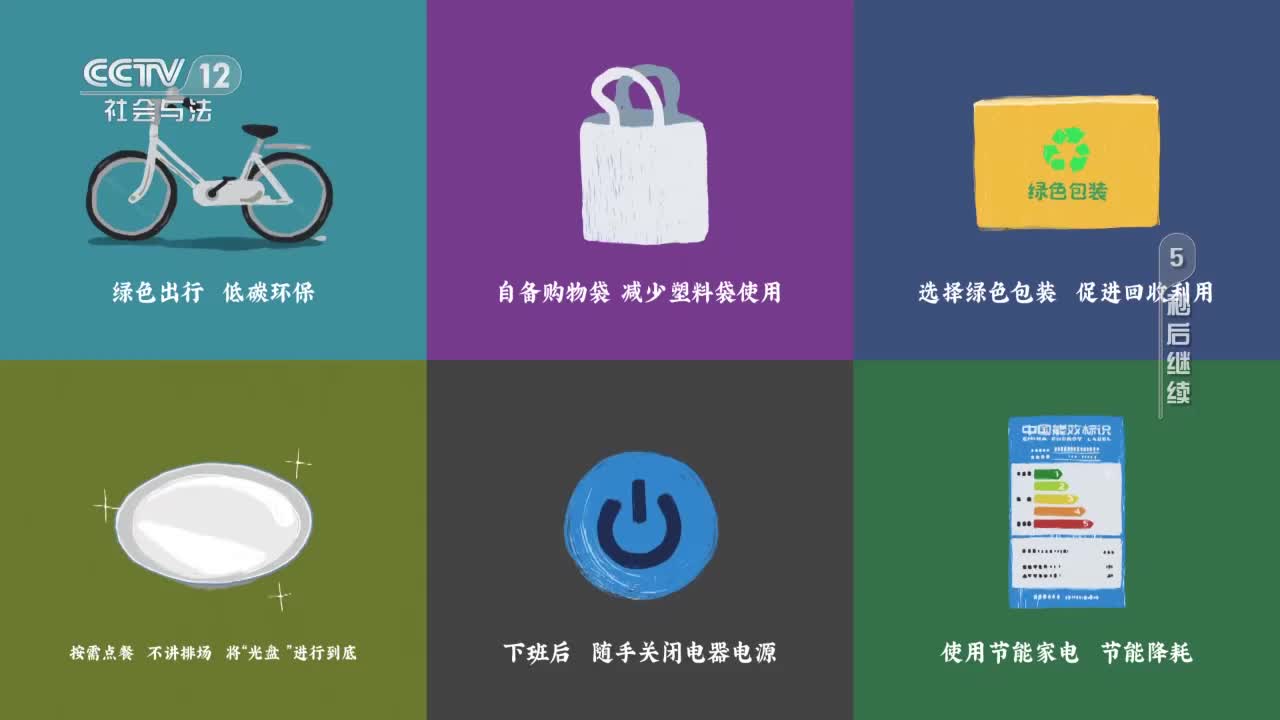 CCTV 12
社会与法
绿色包装
绿色出行 低碳环保
自备购物袋 减少塑料袋使用
选择绿色包装 促进回收利用
5
秒后继续
中国能效标识
CHINA ENERGY LABEL
1
2
3
4
5
按需点餐 不讲排场 将“光盘”进行到底
下班后 随手关闭电器电源
使用节能家电 节能降耗